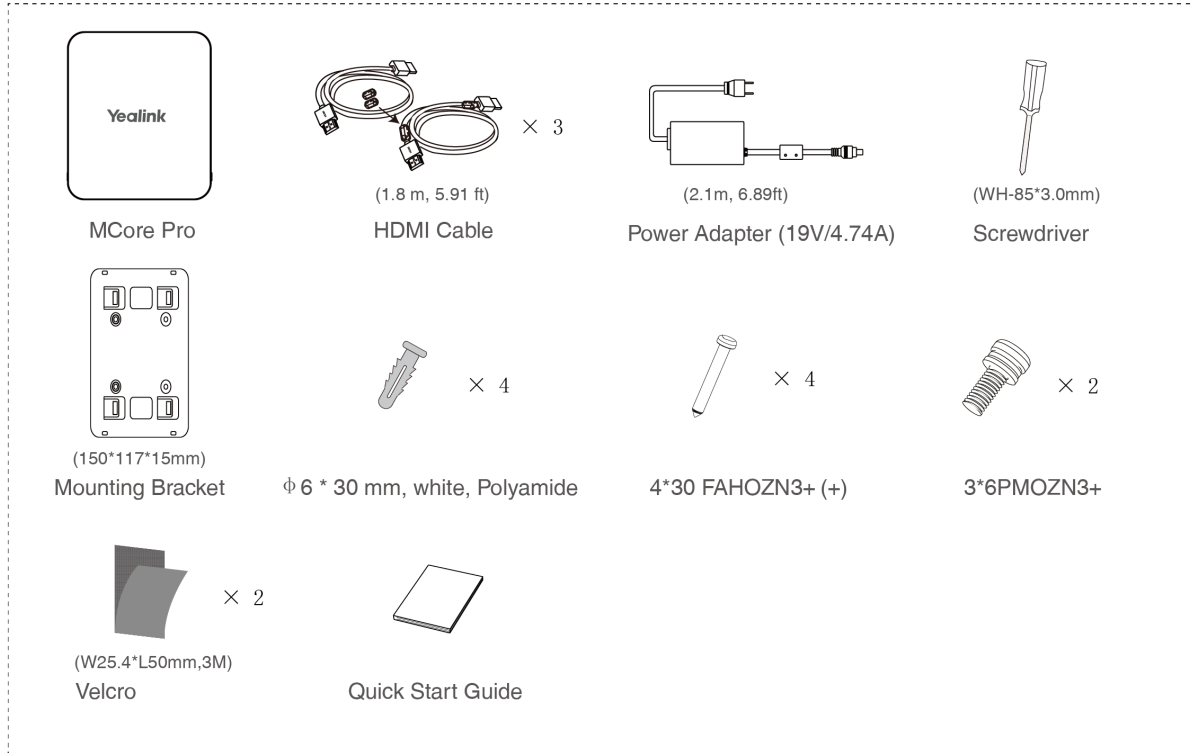 Yealink
× 3
(1.8 m, 5.91 ft)
(2.1m, 6.89ft)
(WH-85*3.0mm)
MCore Pro
HDMI Cable
Power Adapter (19V/4.74A)
Screwdriver
× 4
× 4
× 2
(150*117*15mm)
Mounting Bracket
ϕ6 * 30 mm, white, Polyamide
4*30 FAHOZN3+ (+)
3*6PMOZN3+
× 2
(W25.4*L50mm,3M)
Velcro
Quick Start Guide